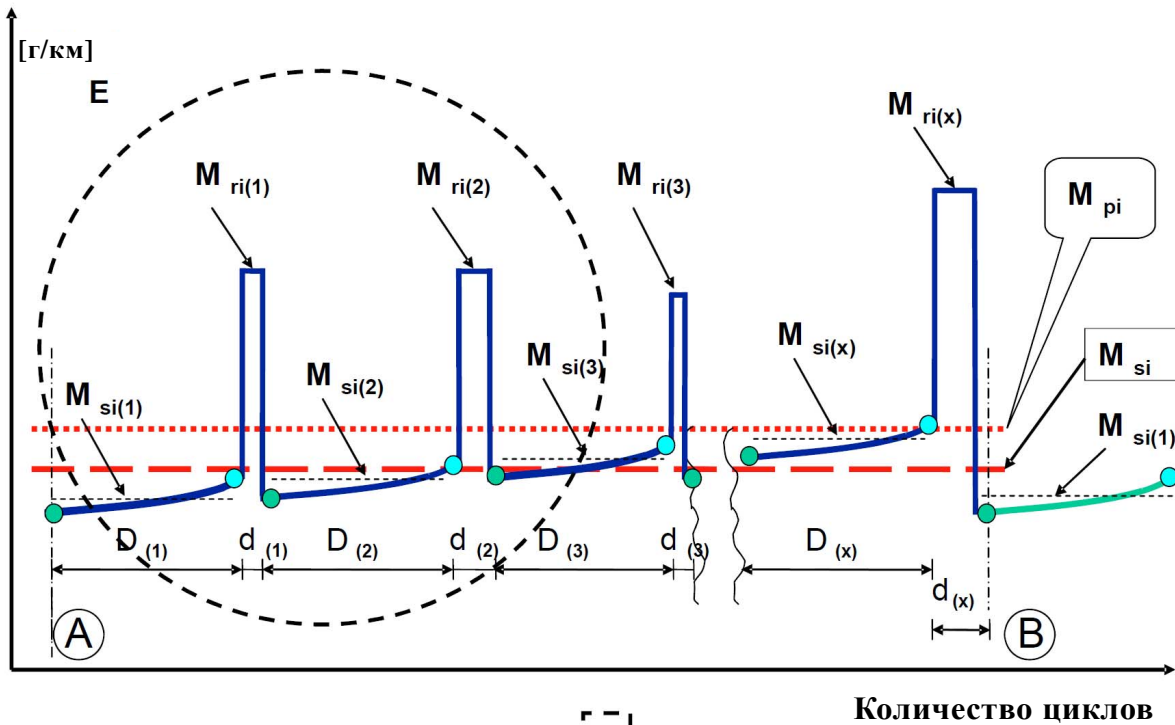 [г/км]
E
M ri(1)
M ri(2)
M ri(3)
M ri(x)
M pi
M si(1)
M si(2)
M si(3)
M si(x)
M si
M si(1)
D (1)
d (1)
D (2)
d (2)
D (3)
d (3)
D (x)
d (x)
A
B
Количество циклов